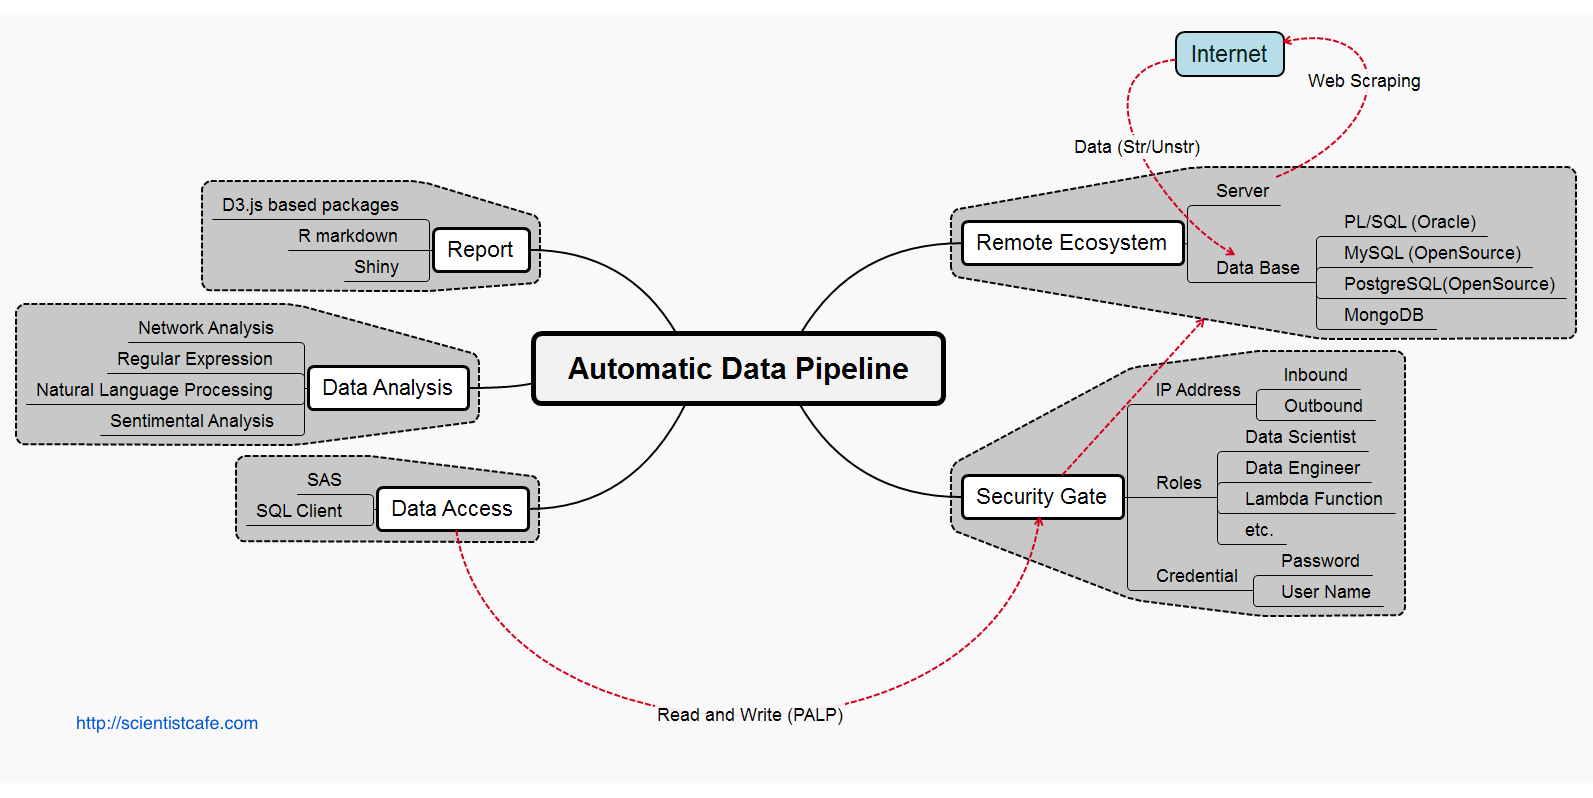 Internet
Web Scraping
Data (Str/Unstr)
D3.js based packages
R markdown
Shiny
Report
Network Analysis
Regular Expression
Natural Language Processing
Sentimental Analysis
Data Analysis
SAS
SQL Client
Data Access
Automatic Data Pipeline
Remote Ecosystem
Server
Data Base
PL/SQL (Oracle)
MySQL (OpenSource)
PostgreSQL(OpenSource)
MongoDB
Security Gate
IP Address
Inbound
Outbound
Roles
Data Scientist
Data Engineer
Lambda Function
etc.
Credential
Password
User Name
Read and Write (PALP)
http://scientistcafe.com